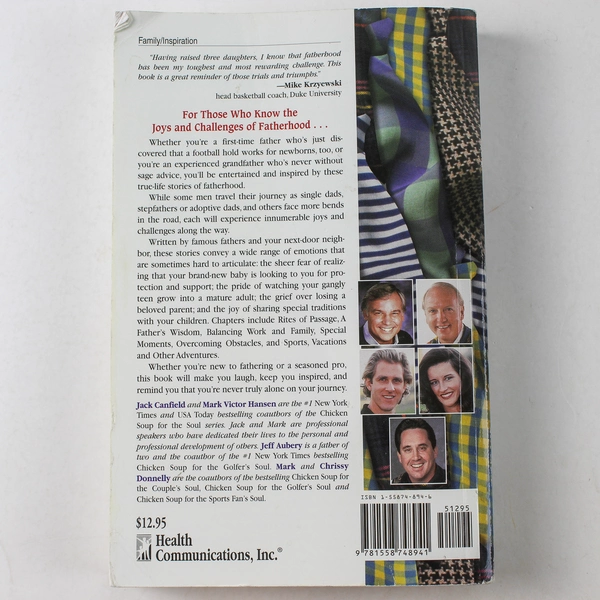 Family/Inspiration
"Having raised three daughters, I know that fatherhood
has been my toughest and most rewarding challenge. This
book is a great reminder of those trials and triumphs."
—Mike Krzyewski
head basketball coach, Duke University
For Those Who Know the
Joys and Challenges of Fatherhood . . .
Whether you're a first-time father who's just dis-
covered that a football hold works for newborns, too, or
you're an experienced grandfather who's never without
sage advice, you'll be entertained and inspired by these
true-life stories of fatherhood.
While some men travel their journey as single dads,
stepfathers or adoptive dads, and others face more bends
in the road, each will experience innumerable joys and
challenges along the way.
Written by famous fathers and your next-door neigh-
bor, these stories convey a wide range of emotions that
are sometimes hard to articulate: the sheer fear of realiz-
ing that your brand-new baby is looking to you for pro-
tection and support; the pride of watching your gangly
teen grow into a mature adult; the grief over losing a
beloved parent; and the joy of sharing special traditions
with your children. Chapters include Rites of Passage, A
Father's Wisdom, Balancing Work and Family, Special
Moments, Overcoming Obstacles, and Sports, Vacations
and Other Adventures.
Whether you're new to fathering or a seasoned pro,
this book will make you laugh, keep you inspired, and
remind you that you're never truly alone on your journey.
Jack Canfield and Mark Victor Hansen are the #1 New York
Times and USA Today bestselling coauthors of the Chicken
Soup for the Soul series. Jack and Mark are professional
speakers who have dedicated their lives to the personal and
professional development of others. Jeff Aubery is a father of
two and the coauthor of the #1 New York Times bestselling
Chicken Soup for the Golfer's Soul. Mark and Chrissy
Donnelly are the coauthors of the bestselling Chicken Soup for
the Couple's Soul, Chicken Soup for the Golfer's Soul and
Chicken Soup for the Sports Fan's Soul.
$12.95
Health
Communications, Inc.®
ISBN 1-55874-894-6
51295
9 781558 748941